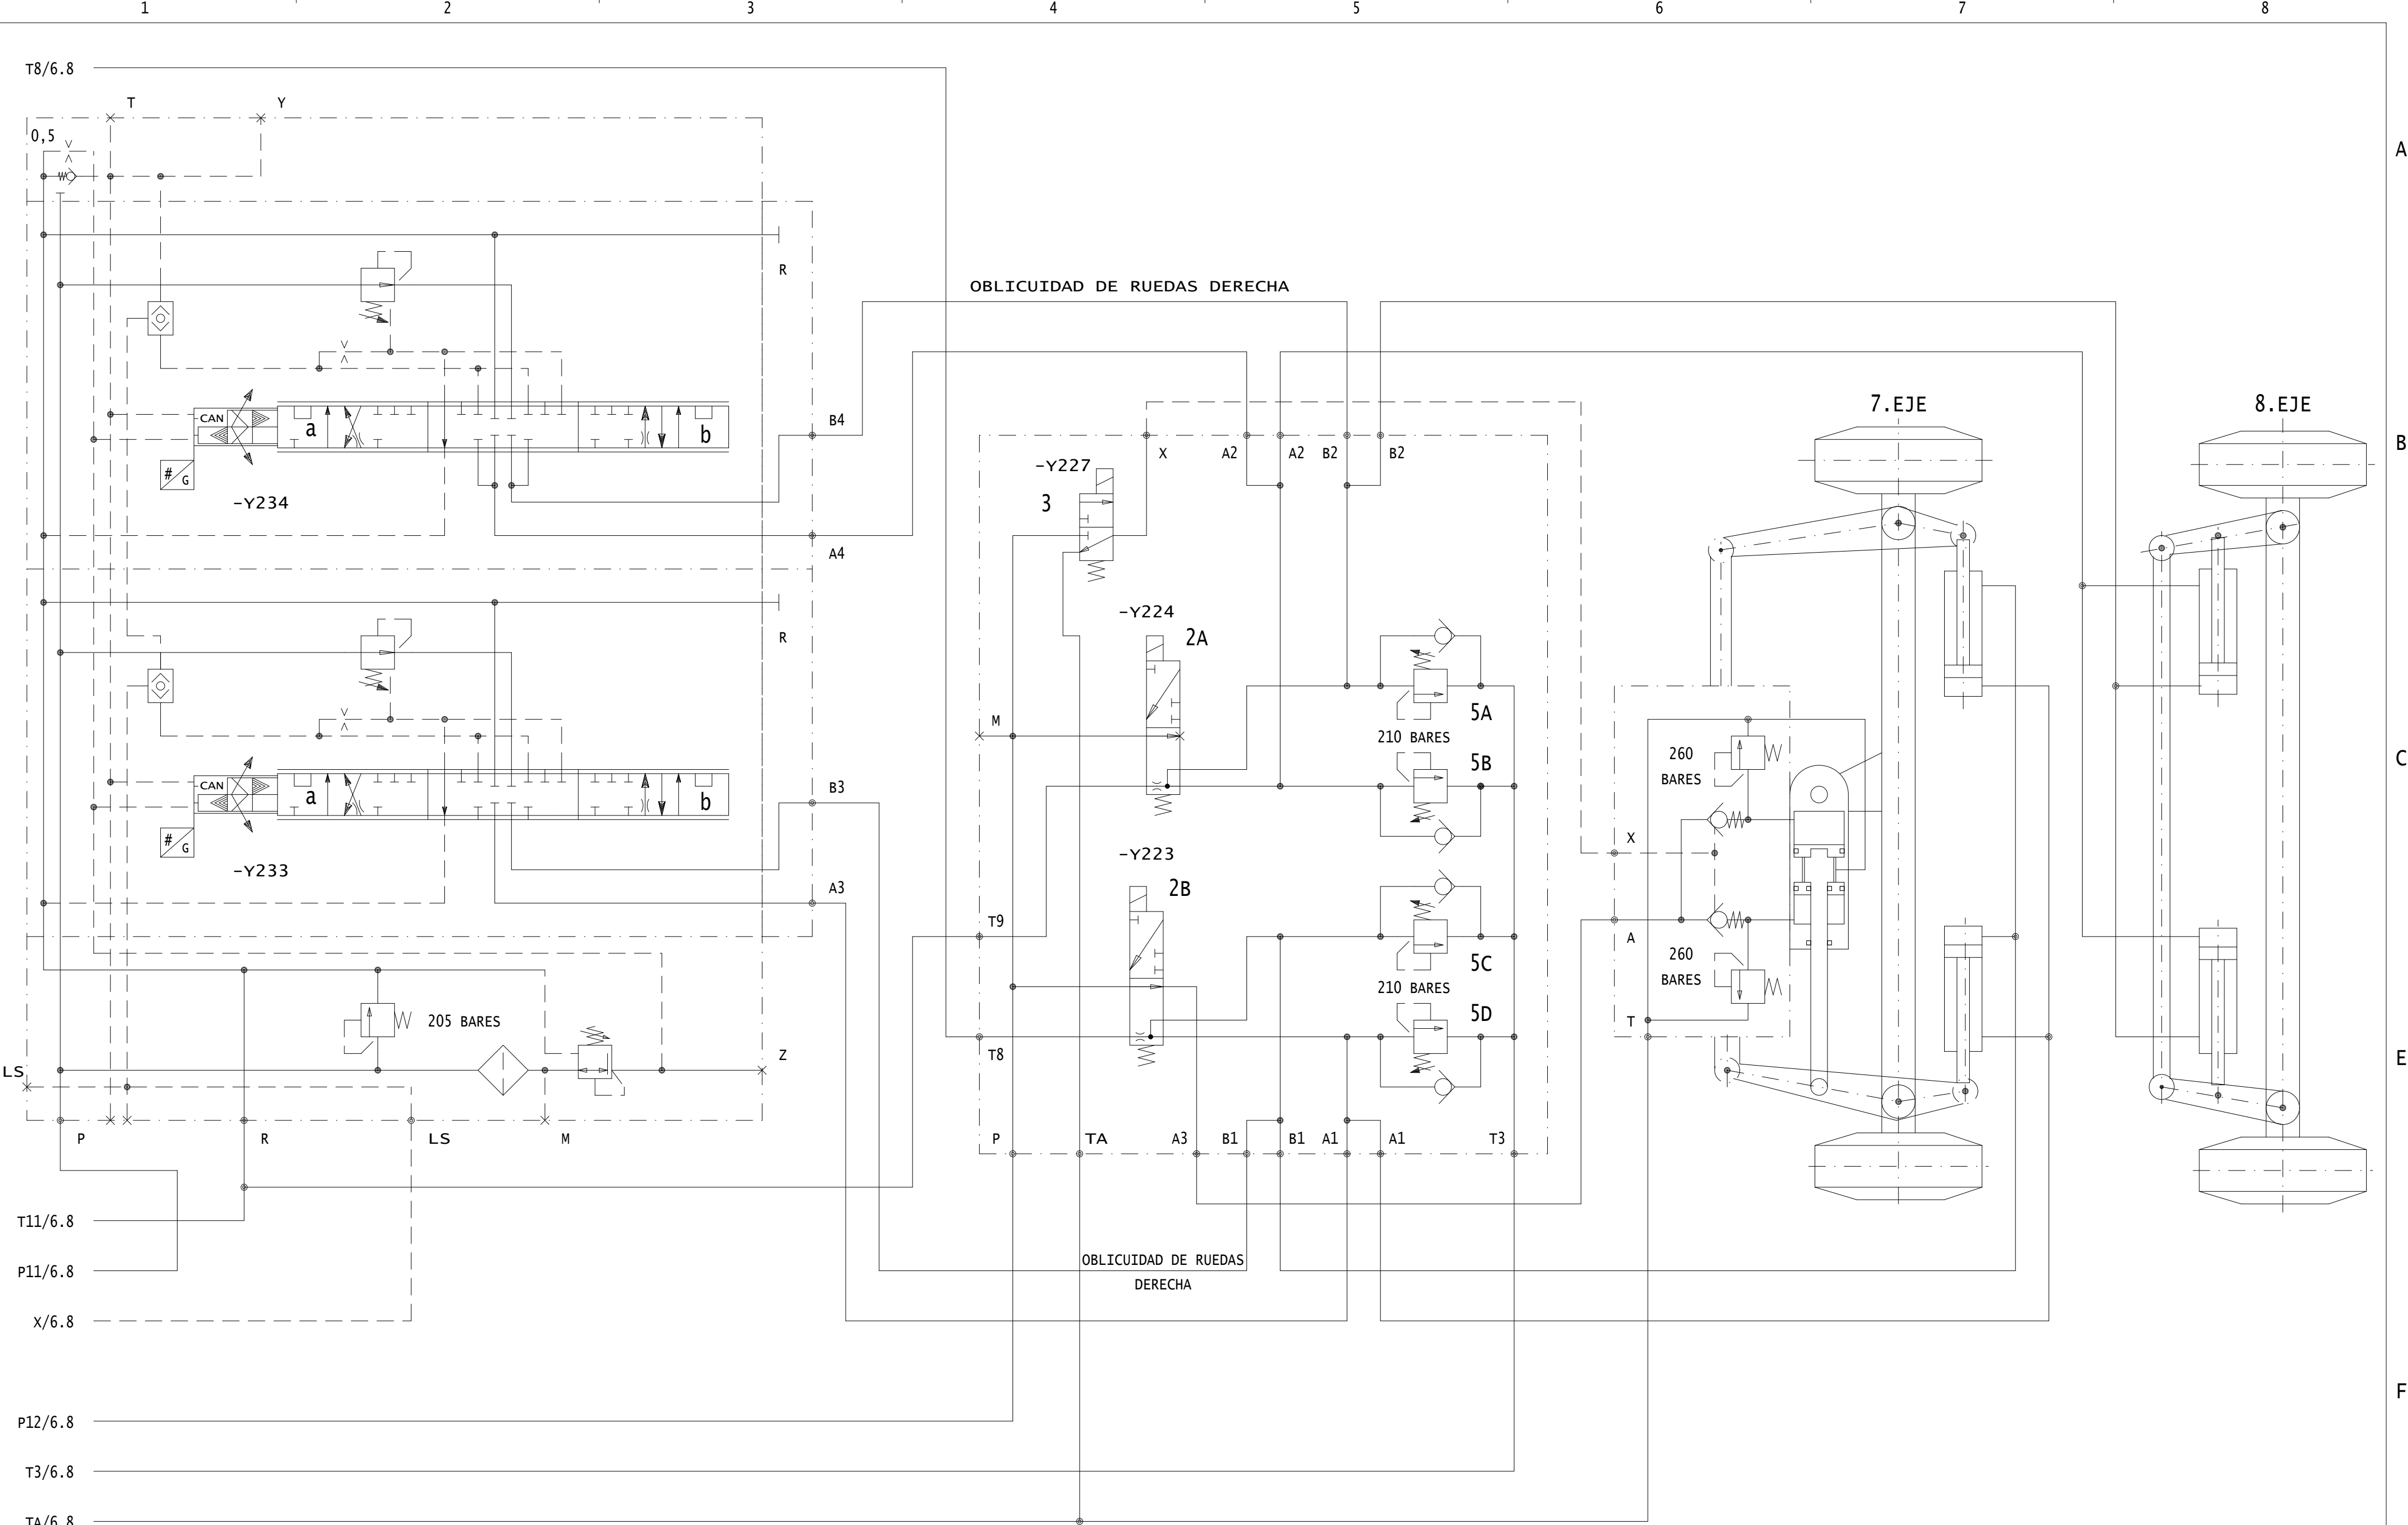 1 2 3 4 5 6 7 8
T8/6.8
T Y
0,5
A
R
OBLICUIDAD DE RUEDAS DERECHA
7.EJE 8.EJE
CAN a b B4
B
X A2 A2 B2 B2
-Y227
3
# G
-Y234
A4
-Y224
2A
R
5A
M
210 BARES
260
BARES
5B
C
CAN a b B3
X
-Y223
# G
-Y233
2B
A3
T9
A
260
BARES
5C
210 BARES
5D
205 BARES
T
Z
T8
LS
E
P R LS M
P TA A3 B1 B1 A1 A1 T3
T11/6.8
OBLICUIDAD DE RUEDAS
DERECHA
P11/6.8
X/6.8
F
P12/6.8
T3/6.8
TA/6.8